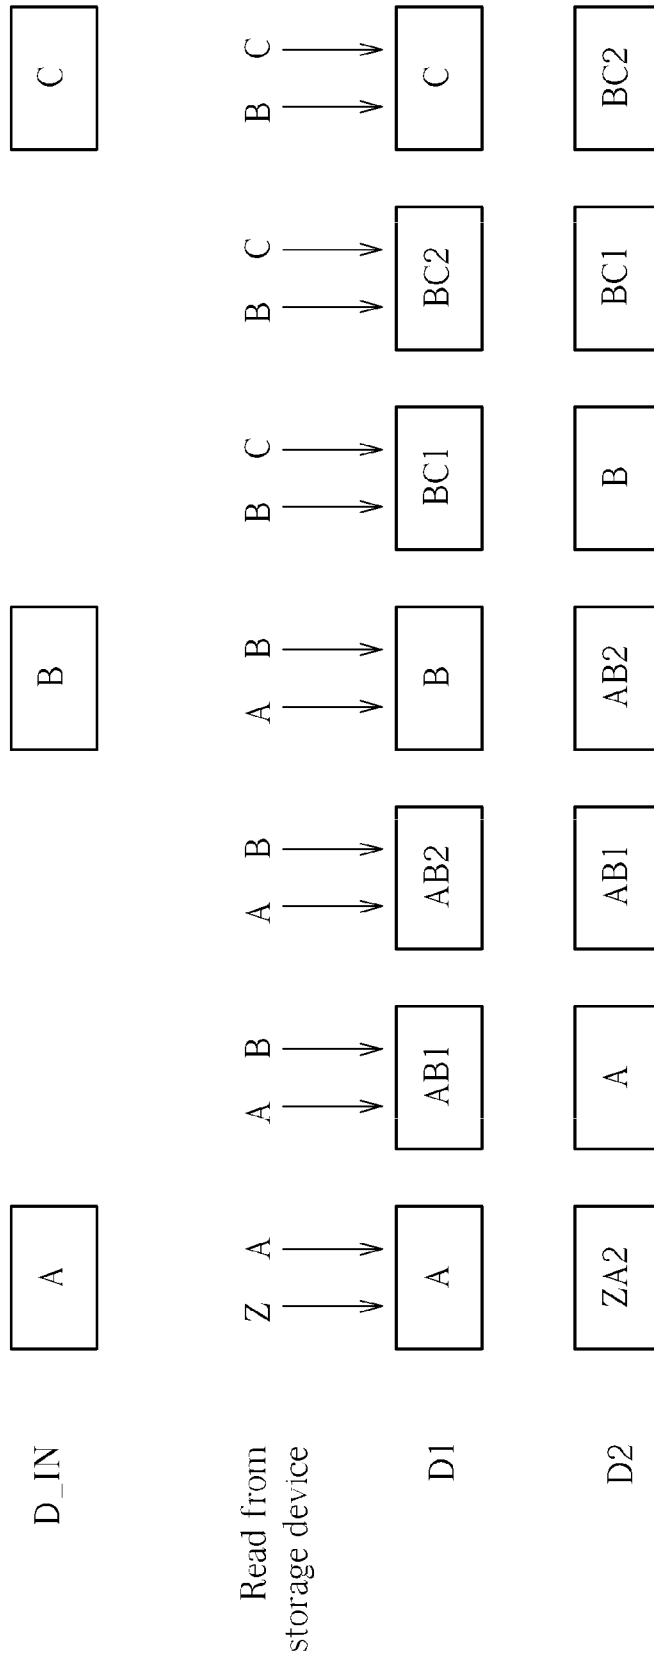 D_IN A B C
Read from Z A A B A B A B B C B C B C
storage device
D1 A AB1 AB2 B BC1 BC2 C
D2 ZA2 A AB1 AB2 B BC1 BC2